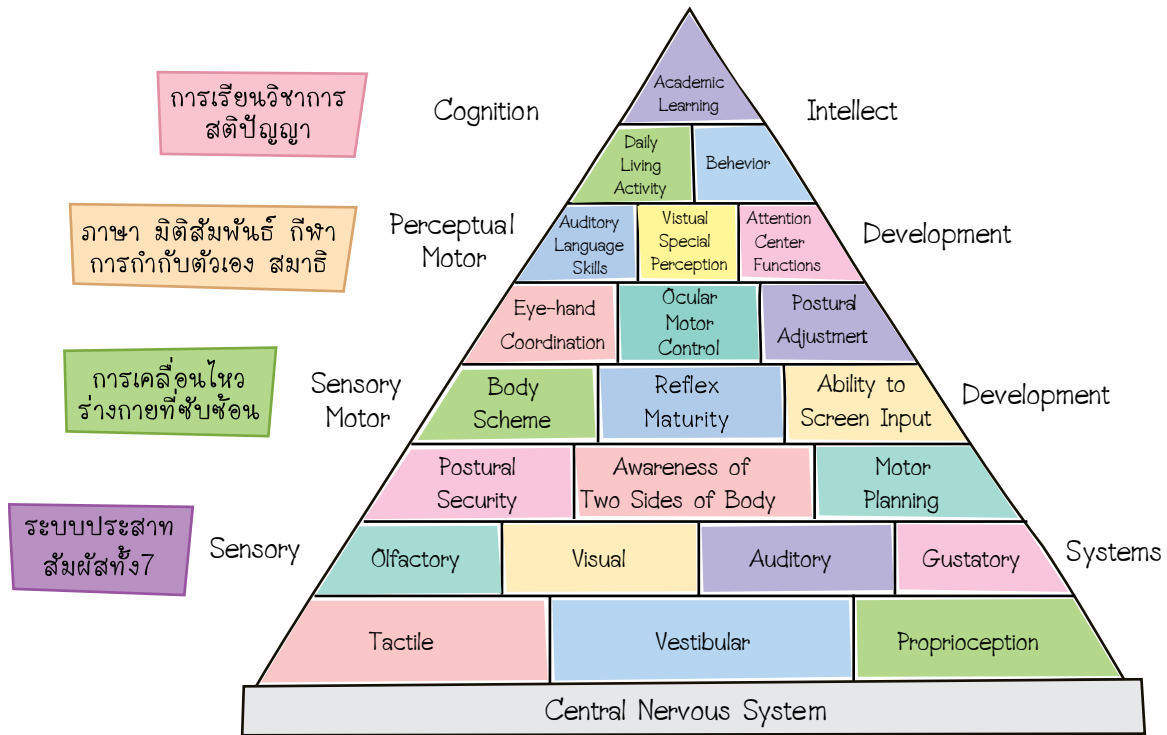 Academic
Learning
การเรียนวิชาการ
สติปัญญา
Cognition
Intellect
Daily
Living
Activity
Behevior
ภาษา มิติสัมพันธ์ กีฬา
การกำกับตัวเอง สมาธิ
Perceptual
Motor
Auditory
Language
Skills
Vistual
Special
Perception
Attention
Center
Functions
Development
Eye-hand
Coordination
Ocular
Motor
Control
Postural
Adjustmert
การเคลื่อนไหว
ร่างกายที่ซับซ้อน
Sensory
Motor
Body
Scheme
Reflex
Maturity
Ability to
Screen Input
Development
Postural
Security
Awareness of
Two Sides of Body
Motor
Planning
ระบบประสาท
สัมผัสทั้ง7
Sensory
Olfactory
Visual
Auditory
Gustatory
Systems
Tactile
Vestibular
Proprioception
Central Nervous System